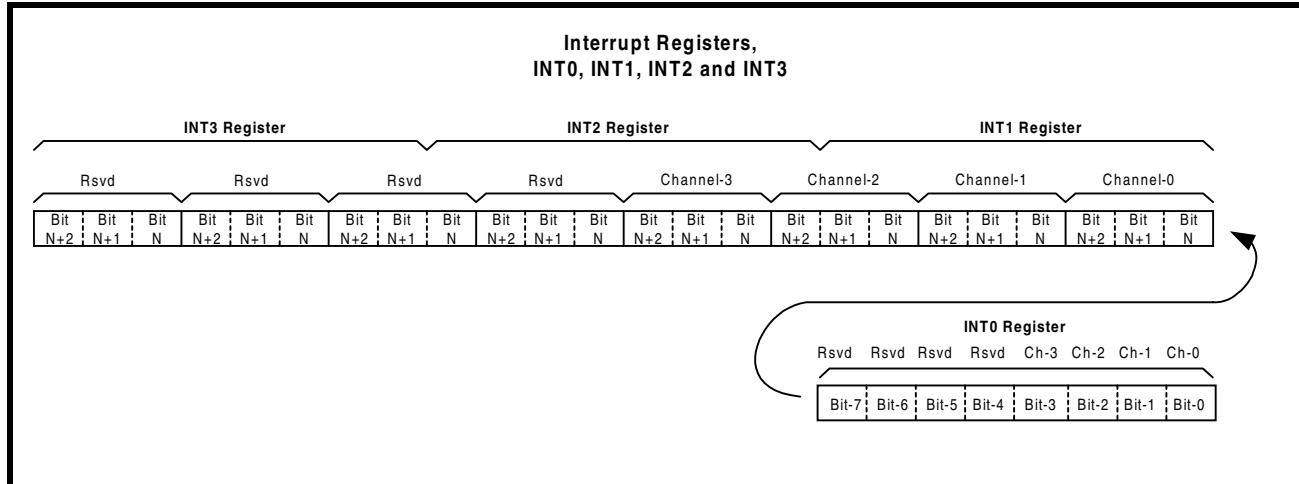 Interrupt Registers,
INT0, INT1, INT2 and INT3
INT3 Register INT2 Register INT1 Register
Rsvd Rsvd Rsvd Rsvd Channel-3 Channel-2 Channel-1 Channel-0
Bit Bit Bit Bit Bit Bit Bit Bit Bit Bit Bit Bit Bit Bit Bit Bit Bit Bit Bit Bit Bit Bit Bit Bit
N+2 N+1 N N+2 N+1 N N+2 N+1 N N+2 N+1 N N+2 N+1 N N+2 N+1 N N+2 N+1 N N+2 N+1 N
INT0 Register
Rsvd Rsvd Rsvd Rsvd Ch-3 Ch-2 Ch-1 Ch-0
Bit-7 Bit-6 Bit-5 Bit-4 Bit-3 Bit-2 Bit-1 Bit-0